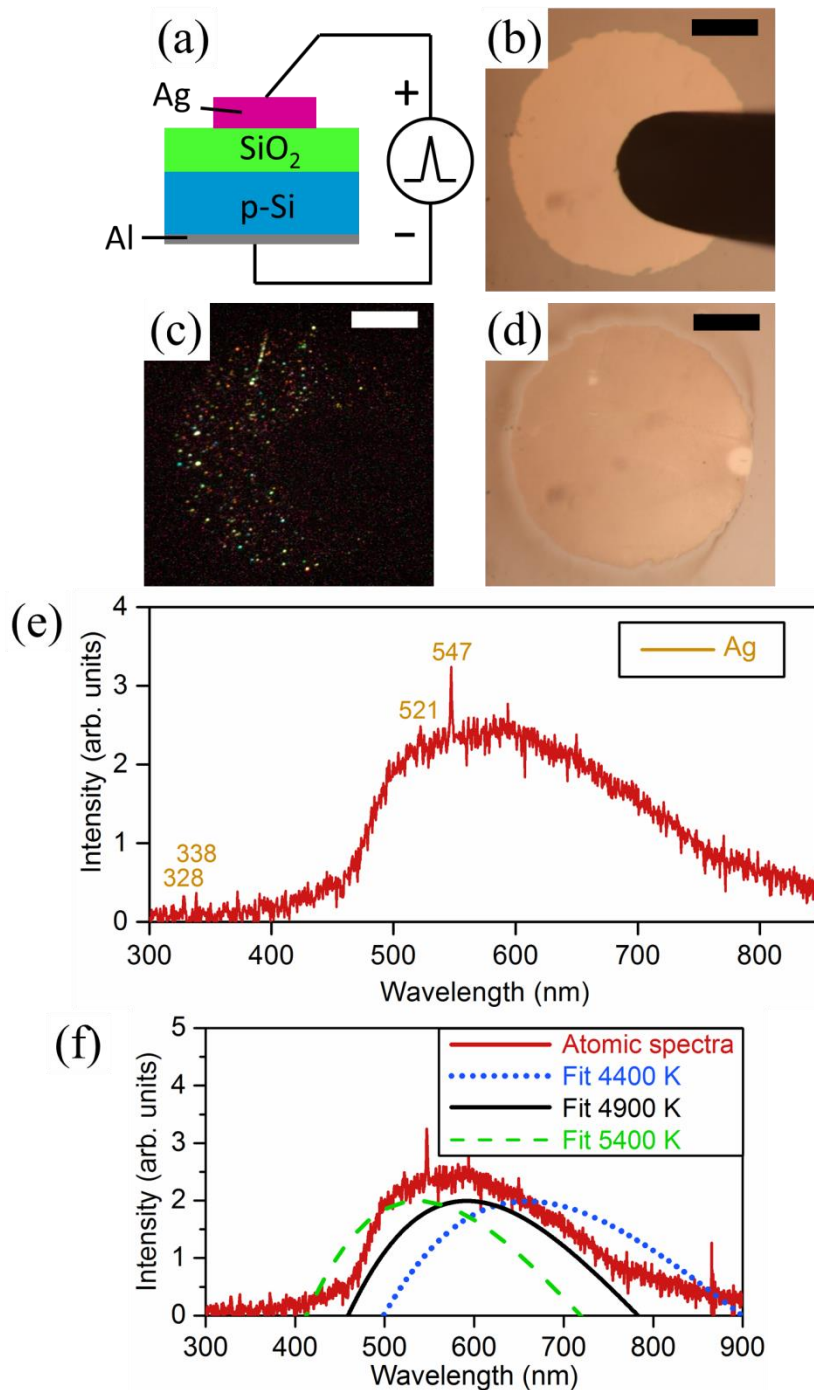 (a)
Ag
SiO₂
p-Si
Al
+
−
(b)
(c)
(d)
(e)
4
3
2
1
0
Intensity (arb. units)
547
521
338
328
Ag
300 400 500 600 700 800
Wavelength (nm)
(f)
5
4
3
2
1
0
Intensity (arb. units)
Atomic spectra
Fit 4400 K
Fit 4900 K
Fit 5400 K
300 400 500 600 700 800 900
Wavelength (nm)